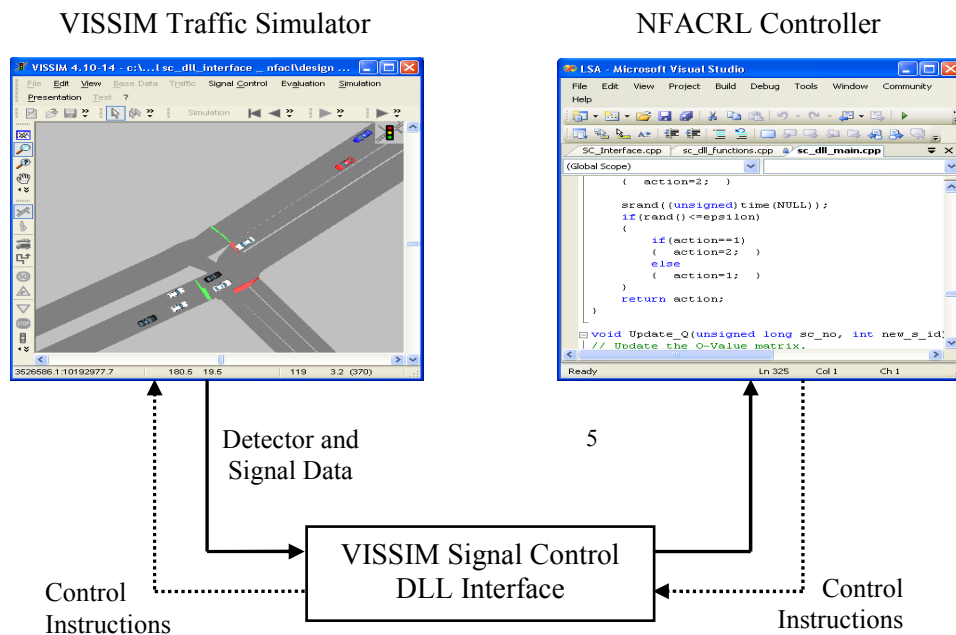 VISSIM Traffic Simulator
NFACRL Controller
VISSIM 4.10-14 - c:\...l sc_dll_interface _ nfacl\design ...
File Edit View Base Data Traffic Signal Control Evaluation Simulation
Presentation Test ?
Simulation
3526586.1:10192977.7 180.5 19.5 119 3.2 (370)
LSA - Microsoft Visual Studio
File Edit View Project Build Debug Tools Window Community
Help
SC_Interface.cpp sc_dll_functions.cpp sc_dll_main.cpp
(Global Scope)
{ action=2; }
srand((unsigned)time(NULL));
if(rand()<=epsilon)
{
if(action==1)
{ action=2; }
else
{ action=1; }
}
return action;
}
void Update_Q(unsigned long sc_no, int new_s_id)
// Update the Q-Value matrix.
Ready Ln 325 Col 1 Ch 1
Detector and
Signal Data
5
VISSIM Signal Control
DLL Interface
Control
Instructions
Control
Instructions